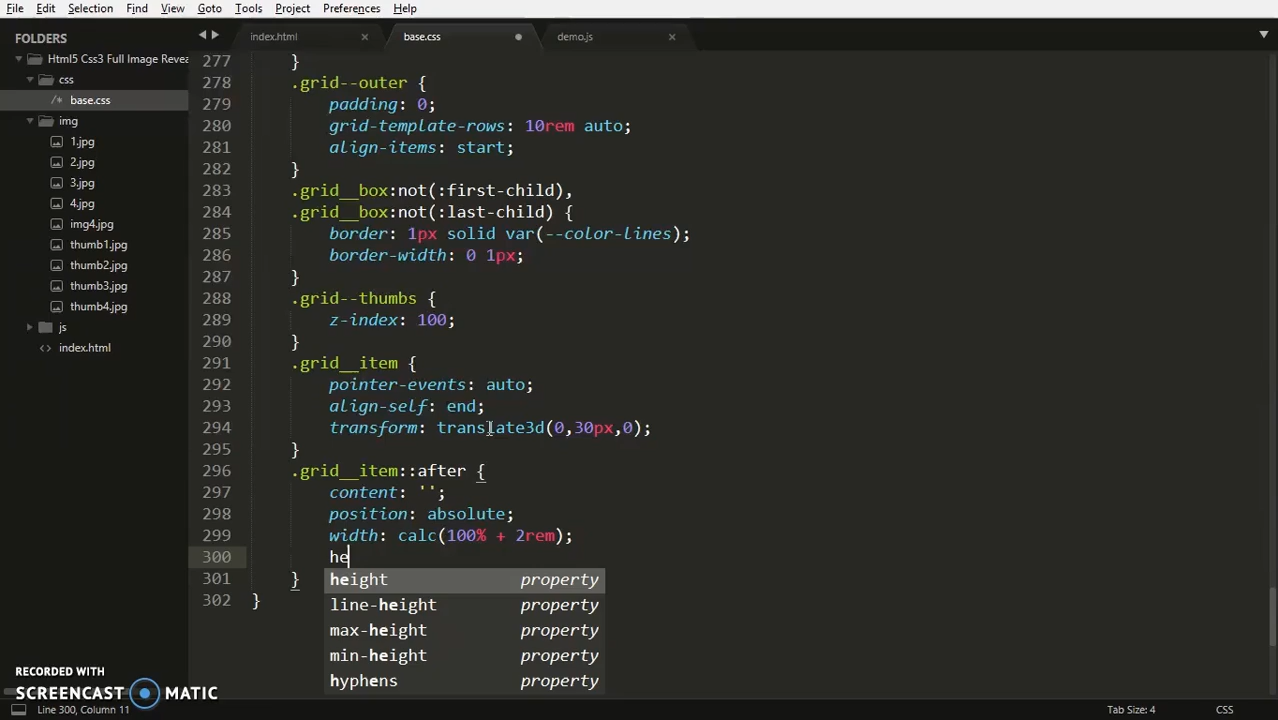 File Edit Selection Find View Goto Tools Project Preferences Help
FOLDERS
Html5 Css3 Full Image Revea
css
/* base.css
img
1.jpg
2.jpg
3.jpg
4.jpg
img4.jpg
thumb1.jpg
thumb2.jpg
thumb3.jpg
thumb4.jpg
js
<> index.html
index.html × base.css demo.js ×
277 }
278 .grid--outer {
279 padding: 0;
280 grid-template-rows: 10rem auto;
281 align-items: start;
282 }
283 .grid__box:not(:first-child),
284 .grid__box:not(:last-child) {
285 border: 1px solid var(--color-lines);
286 border-width: 0 1px;
287 }
288 .grid--thumbs {
289 z-index: 100;
290 }
291 .grid__item {
292 pointer-events: auto;
293 align-self: end;
294 transform: translate3d(0,30px,0);
295 }
296 .grid__item::after {
297 content: '';
298 position: absolute;
299 width: calc(100% + 2rem);
300 he
301 }
302 }
height property
line-height property
max-height property
min-height property
hyphens property
RECORDED WITH
SCREENCAST MATIC
Line 300, Column 11 Tab Size: 4 CSS